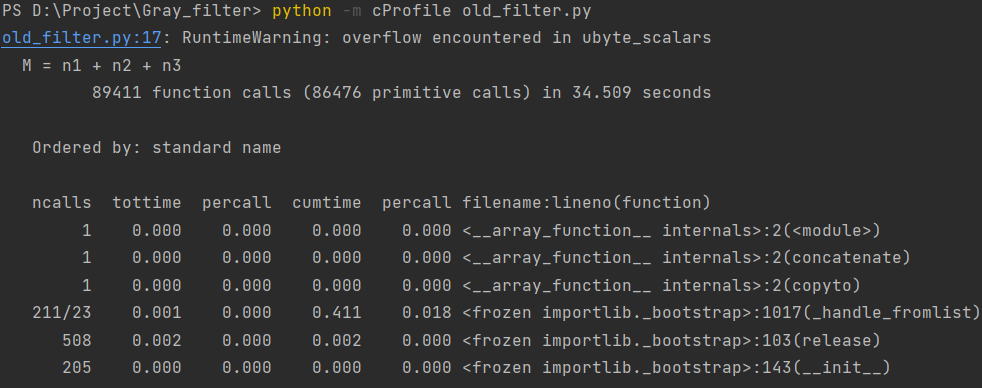 PS D:\Project\Gray_filter> python -m cProfile old_filter.py
old_filter.py:17: RuntimeWarning: overflow encountered in ubyte_scalars
  M = n1 + n2 + n3
         89411 function calls (86476 primitive calls) in 34.509 seconds
   Ordered by: standard name
   ncalls  tottime  percall  cumtime  percall filename:lineno(function)
        1    0.000    0.000    0.000    0.000 <__array_function__ internals>:2(<module>)
        1    0.000    0.000    0.000    0.000 <__array_function__ internals>:2(concatenate)
        1    0.000    0.000    0.000    0.000 <__array_function__ internals>:2(copyto)
   211/23    0.001    0.000    0.411    0.018 <frozen importlib._bootstrap>:1017(_handle_fromlist)
      508    0.002    0.000    0.002    0.000 <frozen importlib._bootstrap>:103(release)
      205    0.000    0.000    0.000    0.000 <frozen importlib._bootstrap>:143(__init__)